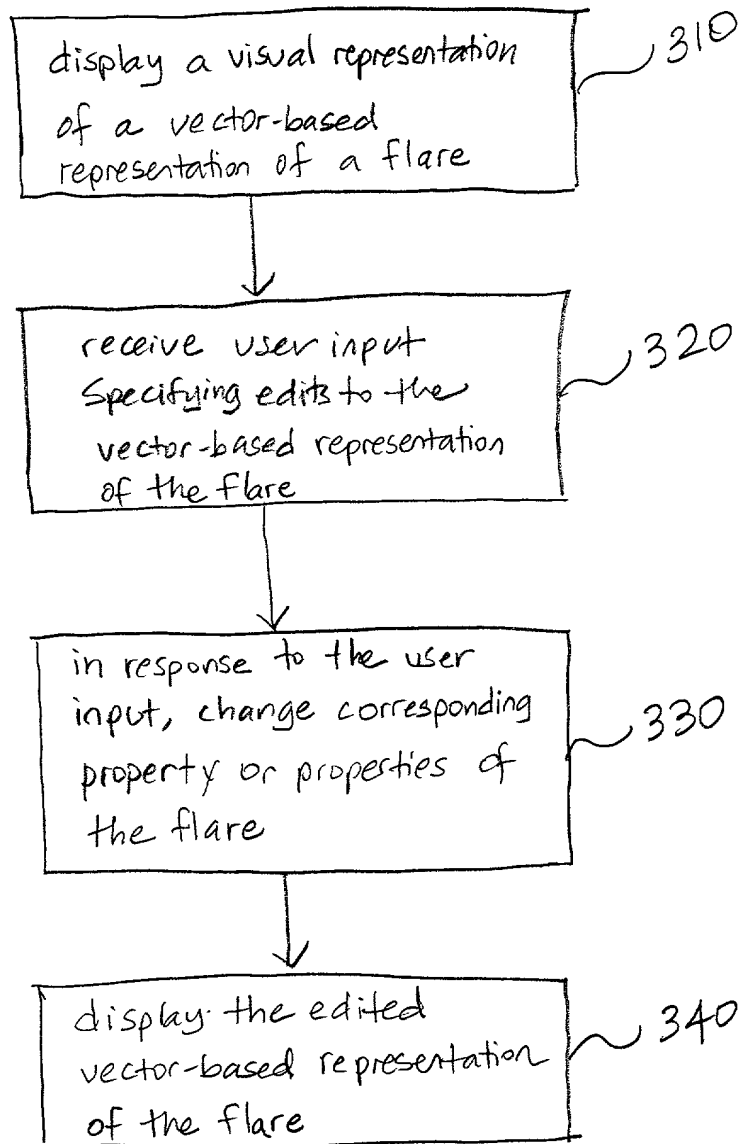 display a visual representation
of a vector-based
representation of a flare
310
receive user input
Specifying edits to the
vector-based representation
of the flare
320
in response to the user
input, change corresponding
property or properties of
the flare
330
display the edited
vector-based representation
of the flare
340